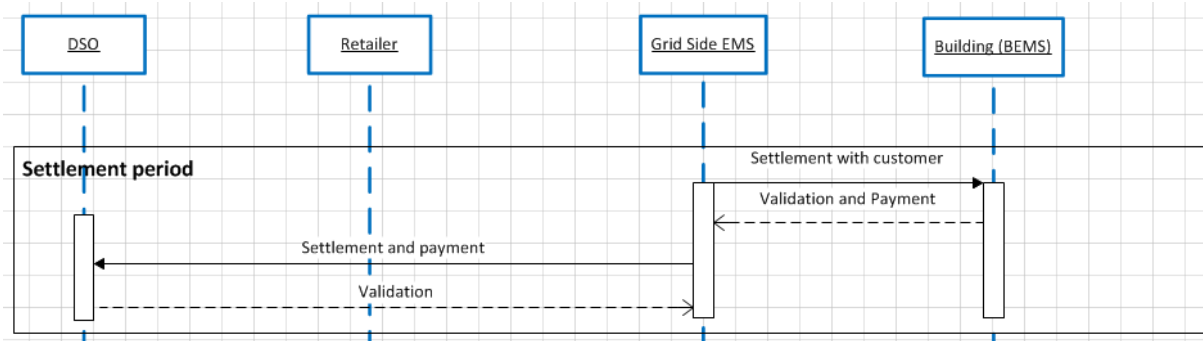 DSO
Retailer
Grid Side EMS
Building (BEMS)
Settlement period
Settlement with customer
Validation and Payment
Settlement and payment
Validation